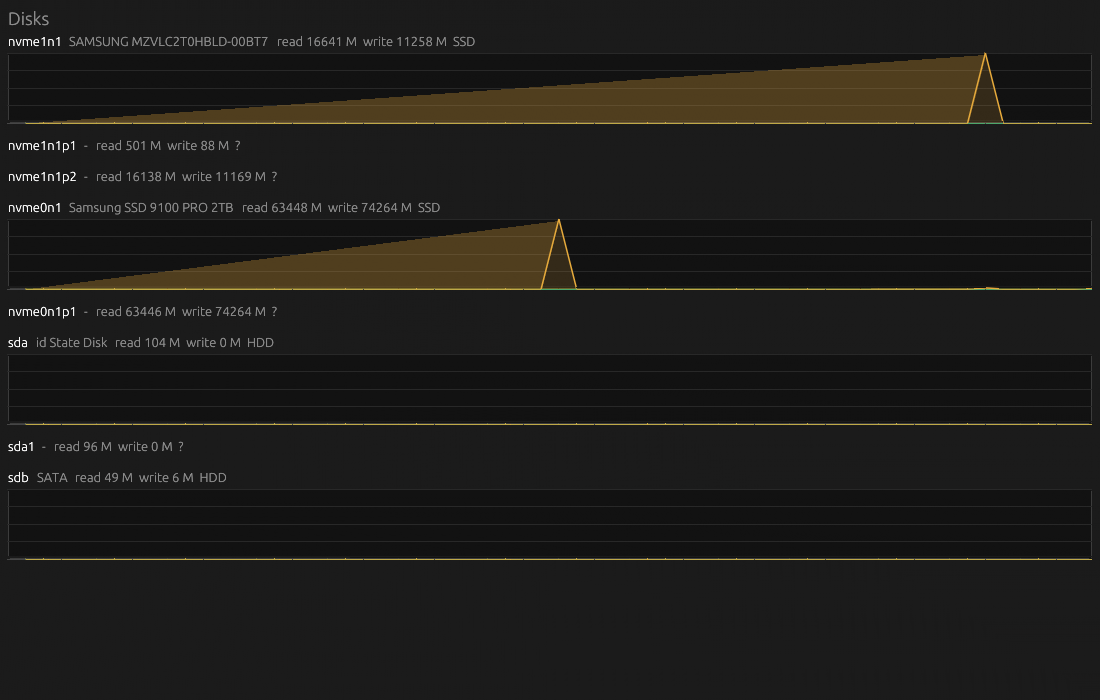 Disks
nvme1n1 SAMSUNG MZVLC2T0HBLD-00BT7 read 16641 M write 11258 M SSD
nvme1n1p1 - read 501 M write 88 M ?
nvme1n1p2 - read 16138 M write 11169 M ?
nvme0n1 Samsung SSD 9100 PRO 2TB read 63448 M write 74264 M SSD
nvme0n1p1 - read 63446 M write 74264 M ?
sda id State Disk read 104 M write 0 M HDD
sda1 - read 96 M write 0 M ?
sdb SATA read 49 M write 6 M HDD